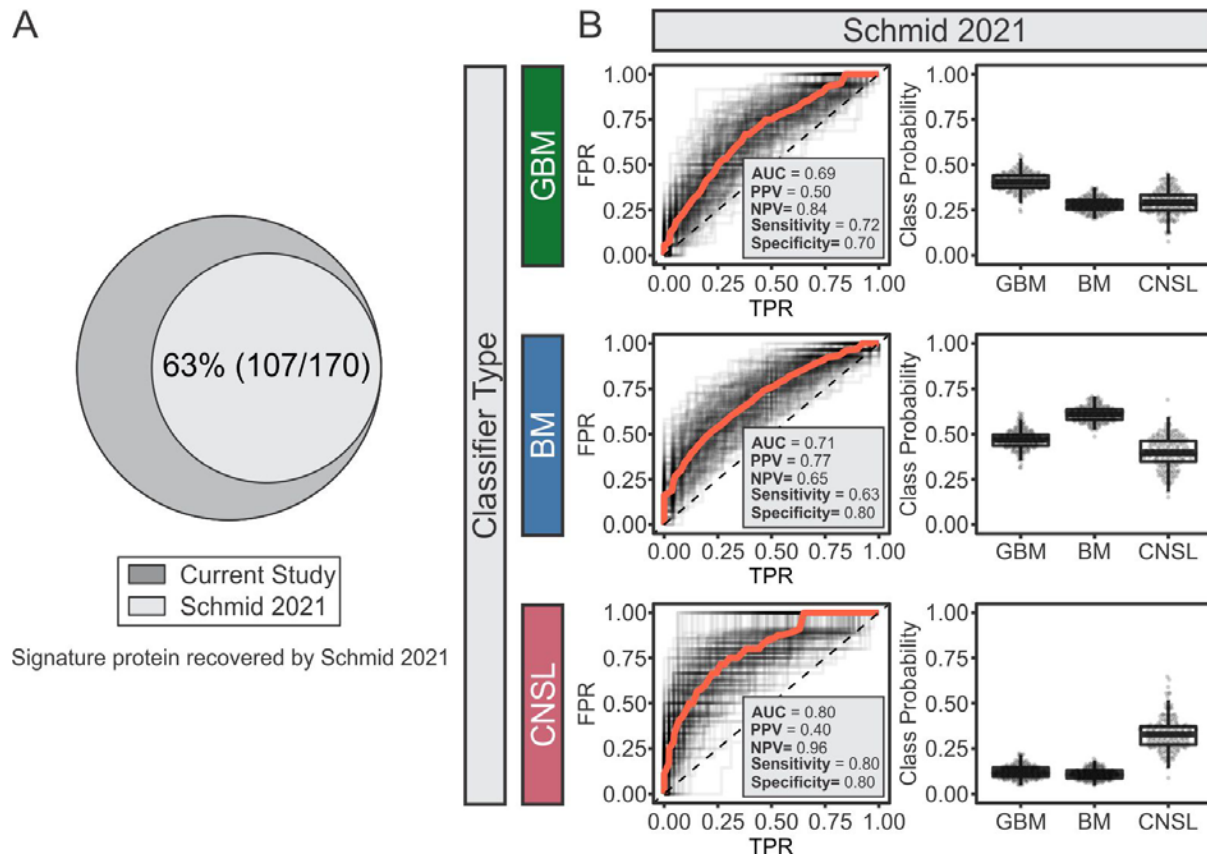 A
63% (107/170)
Current Study
Schmid 2021
Signature protein recovered by Schmid 2021
B
Schmid 2021
Classifier Type
GBM
FPR
1.00
0.75
0.50
0.25
0.00
AUC = 0.69
PPV = 0.50
NPV= 0.84
Sensitivity = 0.72
Specificity= 0.70
0.00 0.25 0.50 0.75 1.00
TPR
Class Probability
1.00
0.75
0.50
0.25
0.00
GBM BM CNSL
BM
FPR
1.00
0.75
0.50
0.25
0.00
AUC = 0.71
PPV = 0.77
NPV = 0.65
Sensitivity = 0.63
Specificity= 0.80
0.00 0.25 0.50 0.75 1.00
TPR
Class Probability
1.00
0.75
0.50
0.25
0.00
GBM BM CNSL
CNSL
FPR
1.00
0.75
0.50
0.25
0.00
AUC = 0.80
PPV = 0.40
NPV= 0.96
Sensitivity = 0.80
Specificity= 0.80
0.00 0.25 0.50 0.75 1.00
TPR
Class Probability
1.00
0.75
0.50
0.25
0.00
GBM BM CNSL